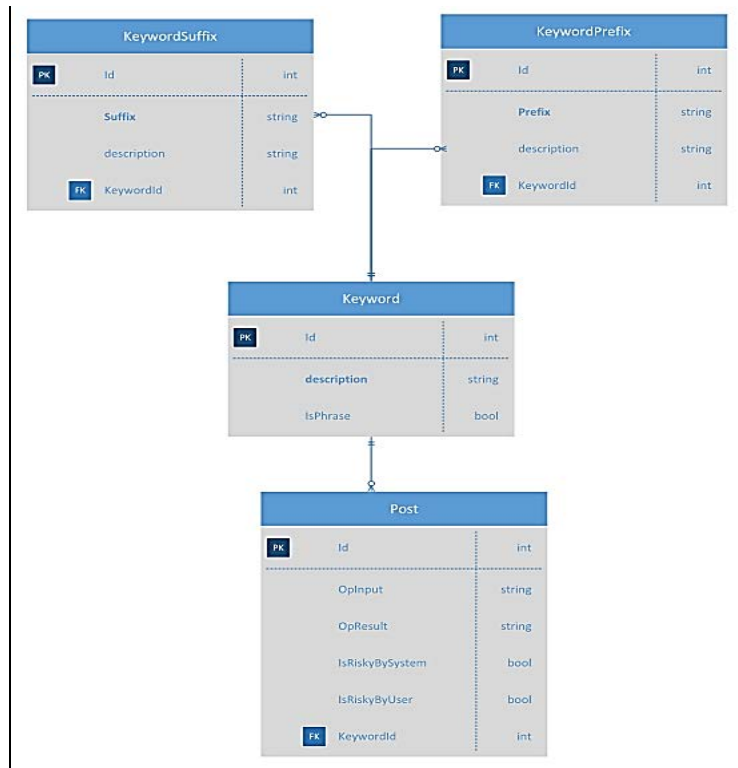 KeywordSuffix
PK Id int
Suffix string
description string
FK KeywordId int
KeywordPrefix
PK Id int
Prefix string
description string
FK KeywordId int
Keyword
PK Id int
description string
IsPhrase bool
Post
PK Id int
OpInput string
OpResult string
IsRiskyBySystem bool
IsRiskyByUser bool
FK KeywordId int